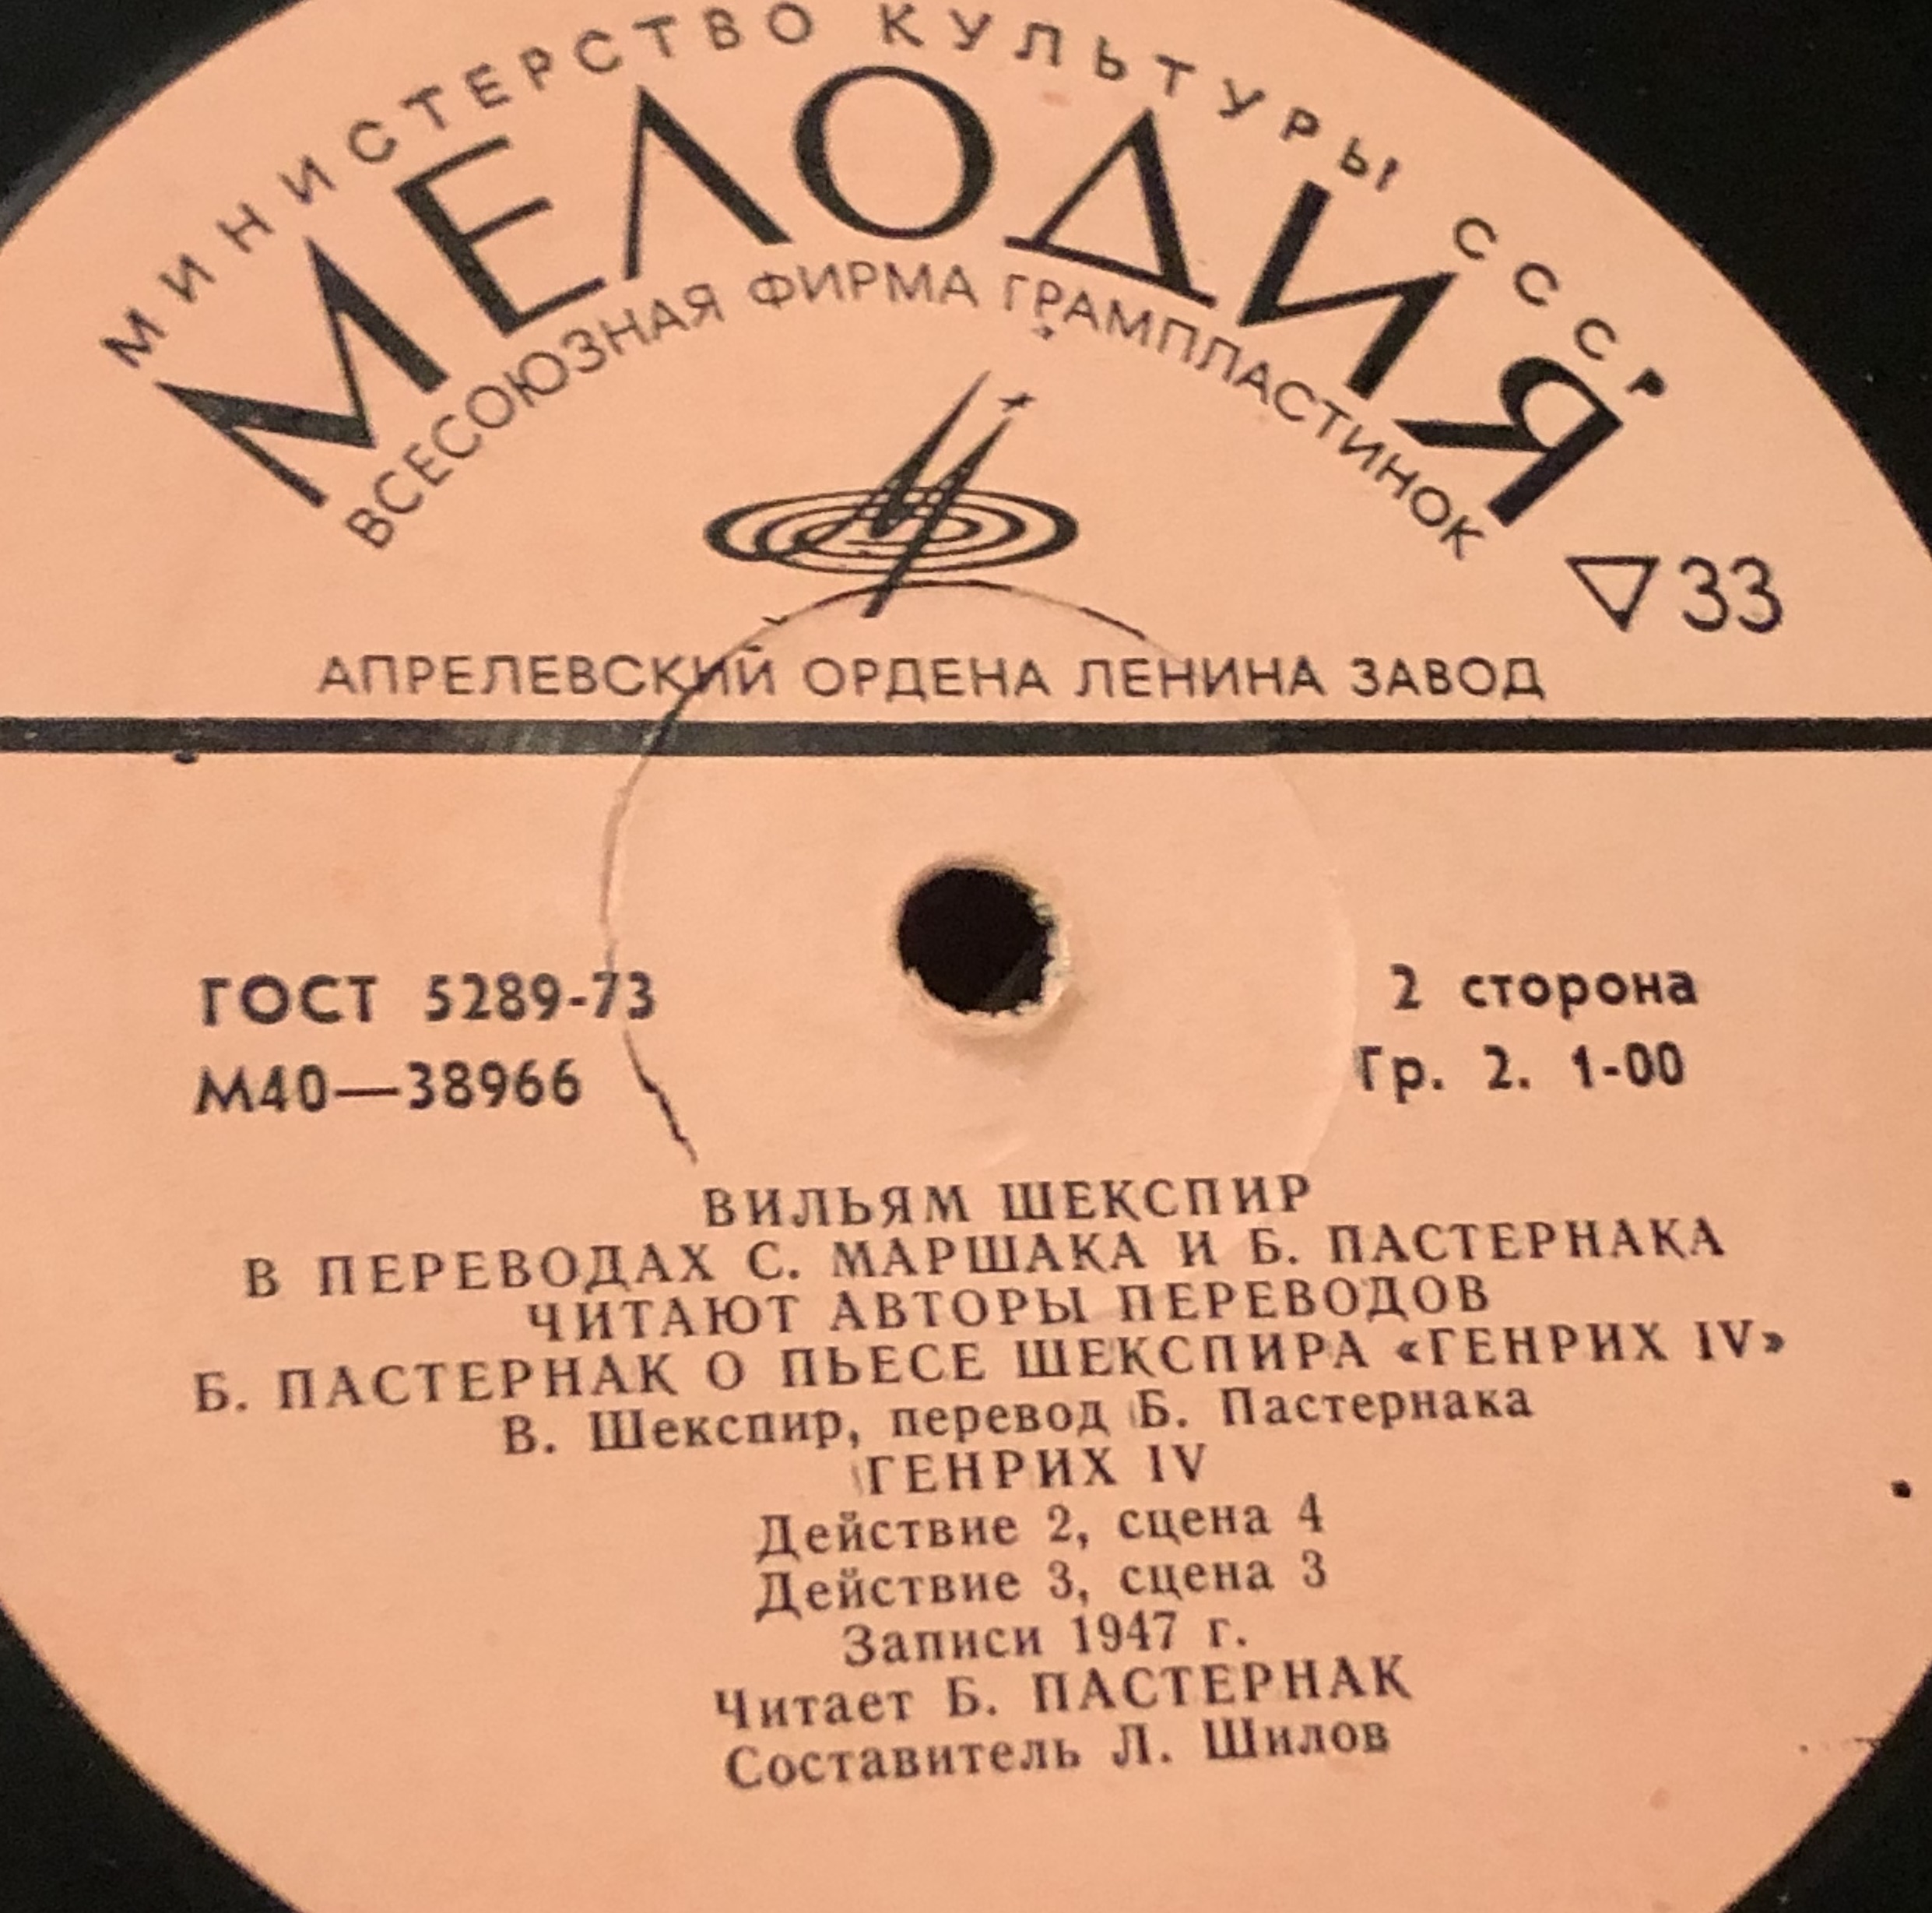 МИНИСТЕРСТВО КУЛЬТУРЫ СССР
МЕЛОДИЯ
ВСЕСОЮЗНАЯ ФИРМА ГРАМПЛАСТИНОК
▽33
АПРЕЛЕВСКИЙ ОРДЕНА ЛЕНИНА ЗАВОД
ГОСТ 5289-73
2 сторона
М40—38966
Гр. 2. 1-00
ВИЛЬЯМ ШЕКСПИР
В ПЕРЕВОДАХ С. МАРШАКА И Б. ПАСТЕРНАКА
ЧИТАЮТ АВТОРЫ ПЕРЕВОДОВ
Б. ПАСТЕРНАК О ПЬЕСЕ ШЕКСПИРА «ГЕНРИХ IV»
В. Шекспир, перевод Б. Пастернака
ГЕНРИХ IV
Действие 2, сцена 4
Действие 3, сцена 3
Записи 1947 г.
Читает Б. ПАСТЕРНАК
Составитель Л. Шилов